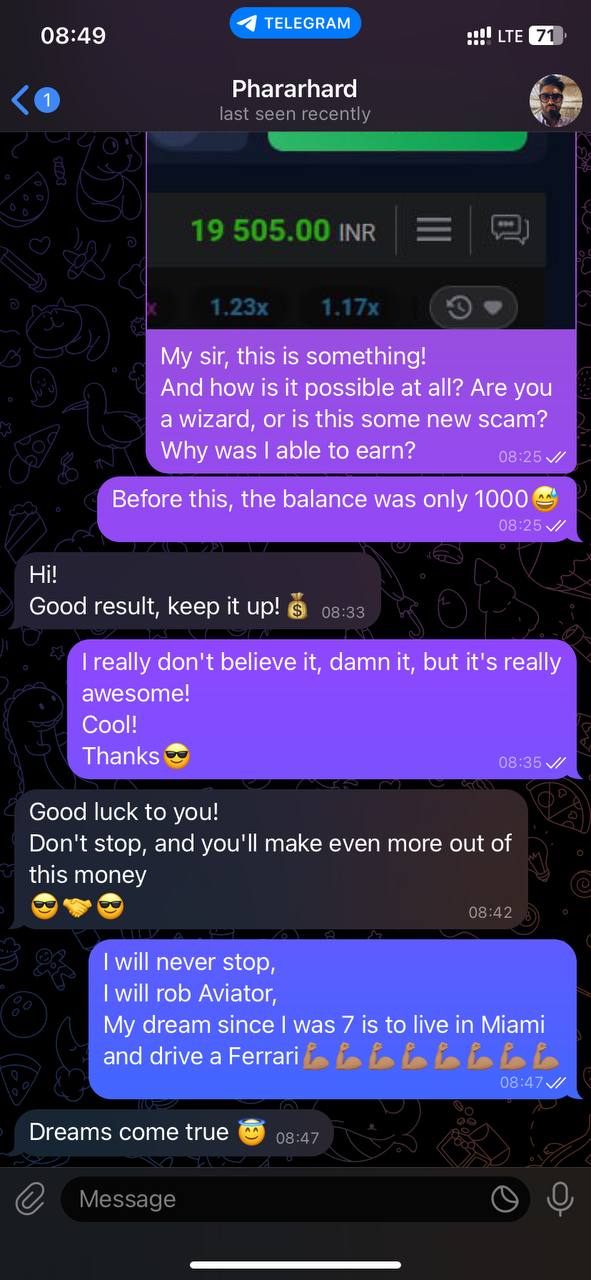 08:49
TELEGRAM
LTE 71
1
Phararhard
last seen recently
19 505.00 INR
x 1.23x 1.17x
My sir, this is something!
And how is it possible at all? Are you
a wizard, or is this some new scam?
Why was I able to earn?
08:25
Before this, the balance was only 1000😅
08:25
Hi!
Good result, keep it up!💰 08:33
I really don't believe it, damn it, but it's really
awesome!
Cool!
Thanks😎
08:35
Good luck to you!
Don't stop, and you'll make even more out of
this money
😎🤝😎
08:42
I will never stop,
I will rob Aviator,
My dream since I was 7 is to live in Miami
and drive a Ferrari💪🏽💪🏽💪🏽💪🏽💪🏽💪🏽💪🏽💪🏽
08:47
Dreams come true 😇 08:47
Message